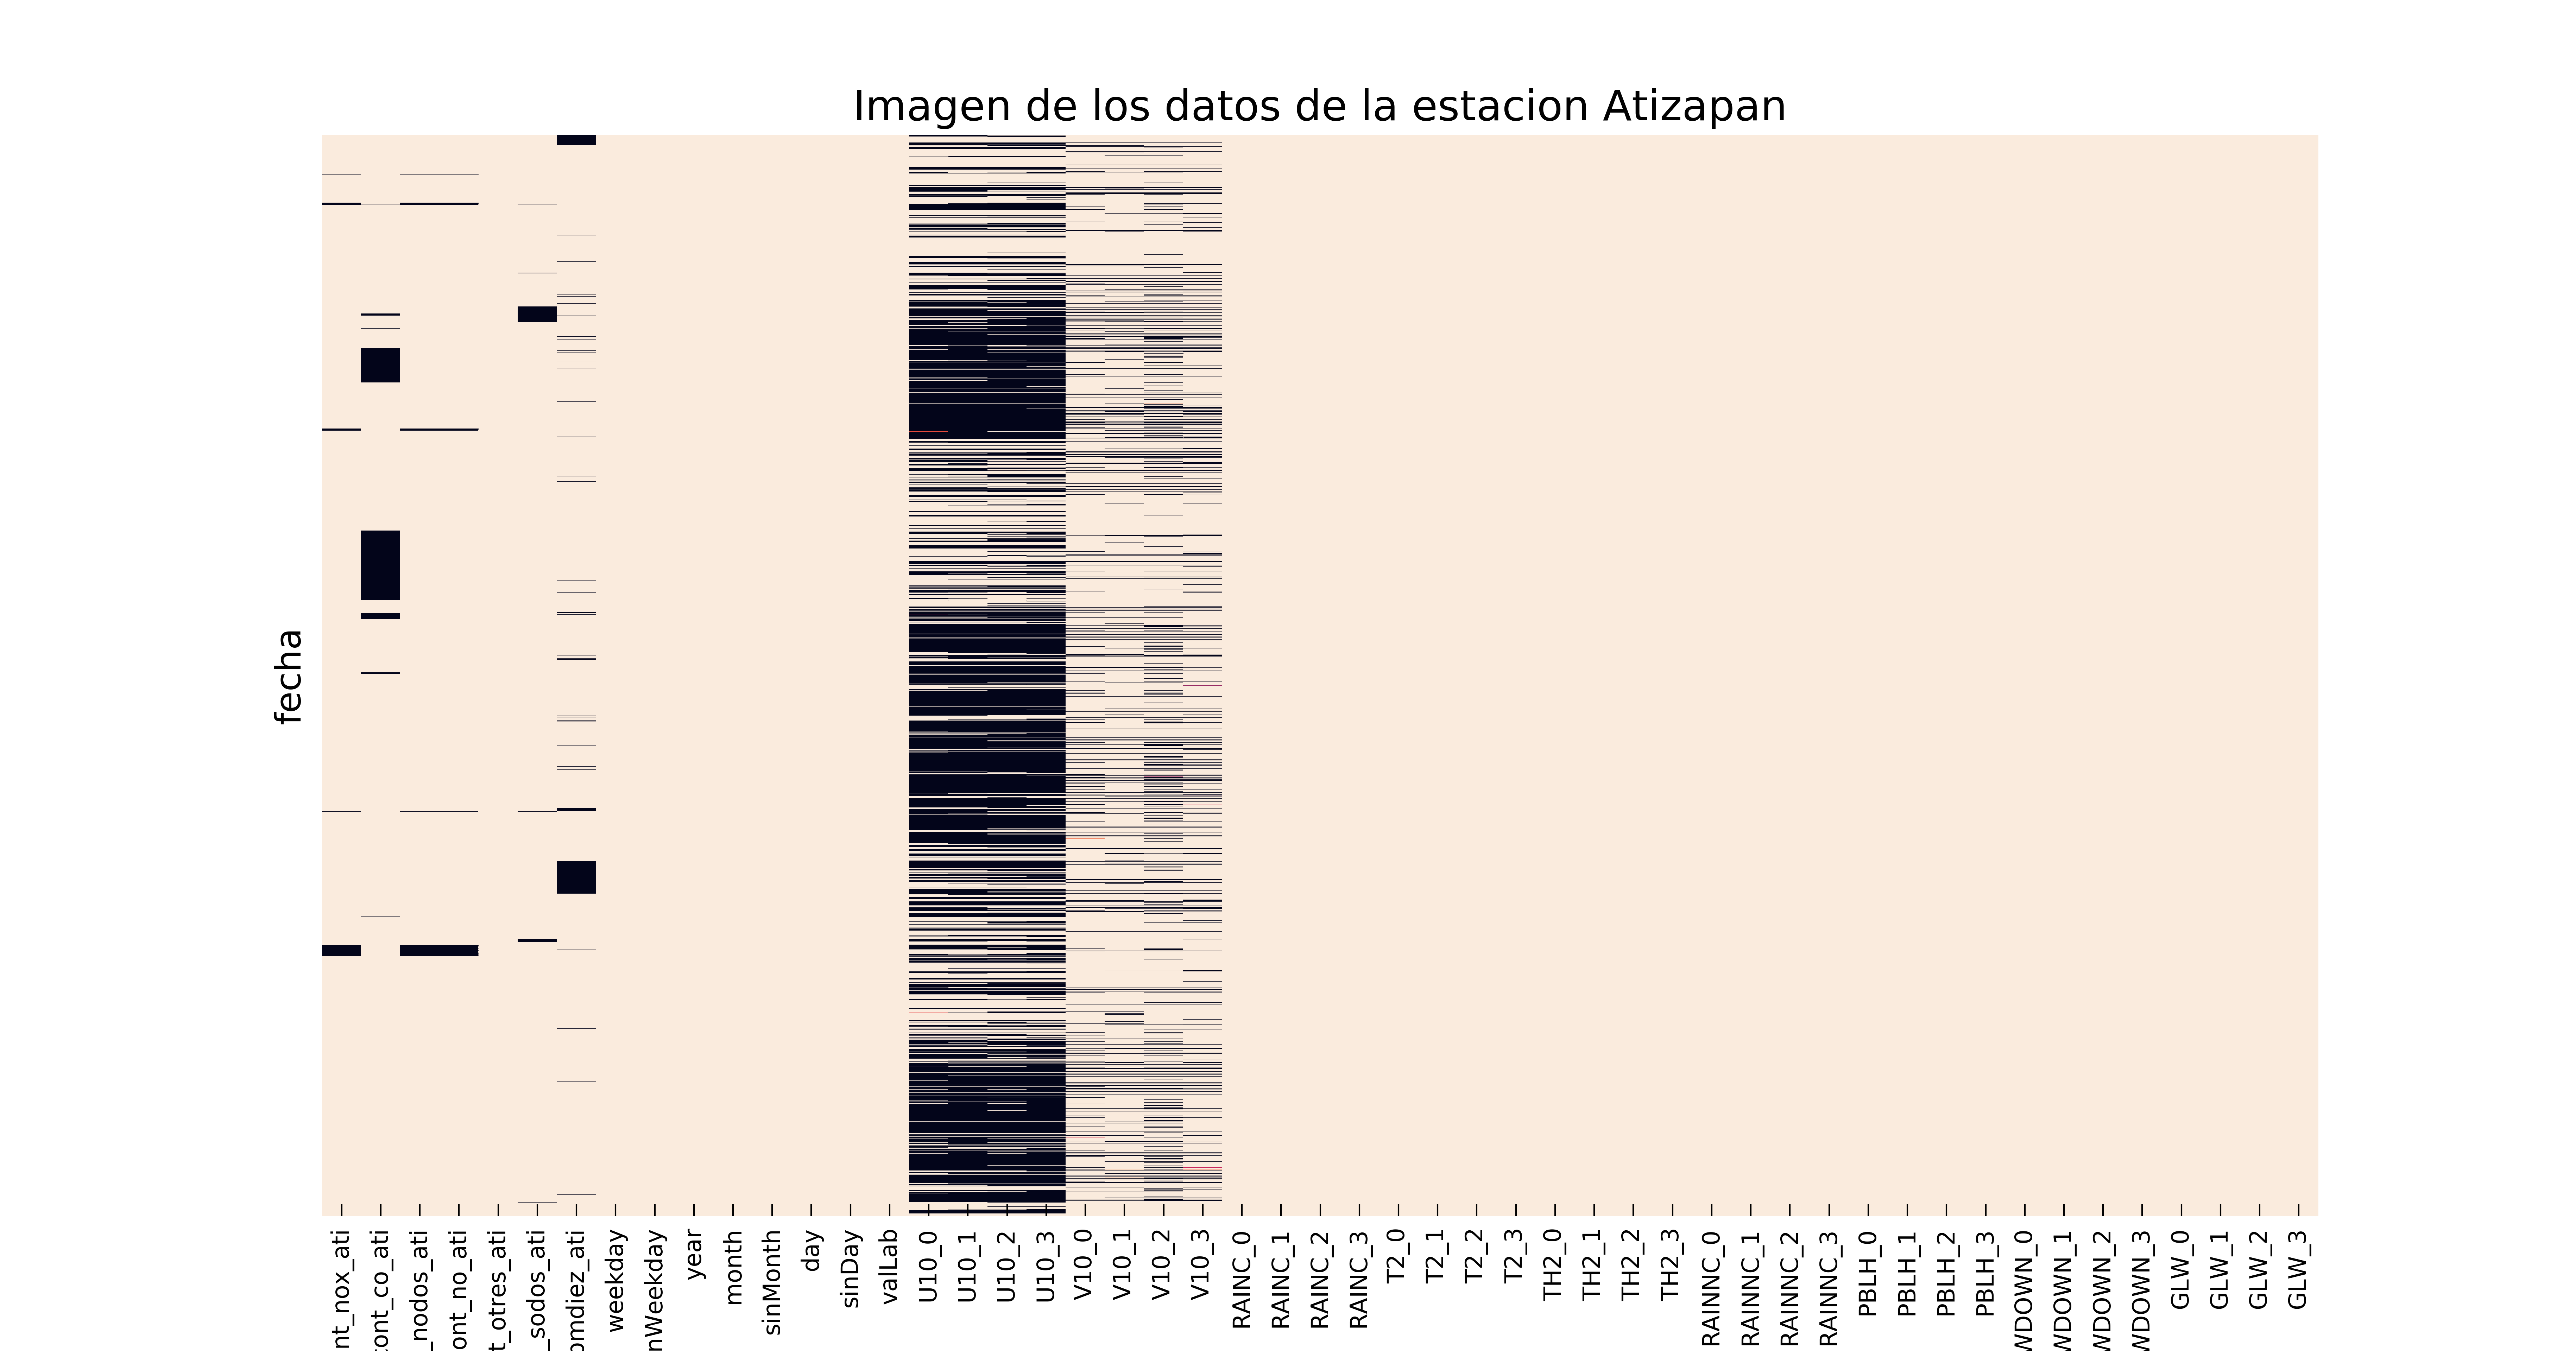 Imagen de los datos de la estacion Atizapan
fecha
nt_nox_ati
cont_co_ati
_nodos_ati
ont_no_ati
t_otres_ati
_sodos_ati
pmdiez_ati
weekday
nWeekday
year
month
sinMonth
day
sinDay
valLab
U10_0
U10_1
U10_2
U10_3
V10_0
V10_1
V10_2
V10_3
RAINC_0
RAINC_1
RAINC_2
RAINC_3
T2_0
T2_1
T2_2
T2_3
TH2_0
TH2_1
TH2_2
TH2_3
RAINNC_0
RAINNC_1
RAINNC_2
RAINNC_3
PBLH_0
PBLH_1
PBLH_2
PBLH_3
WDOWN_0
WDOWN_1
WDOWN_2
WDOWN_3
GLW_0
GLW_1
GLW_2
GLW_3